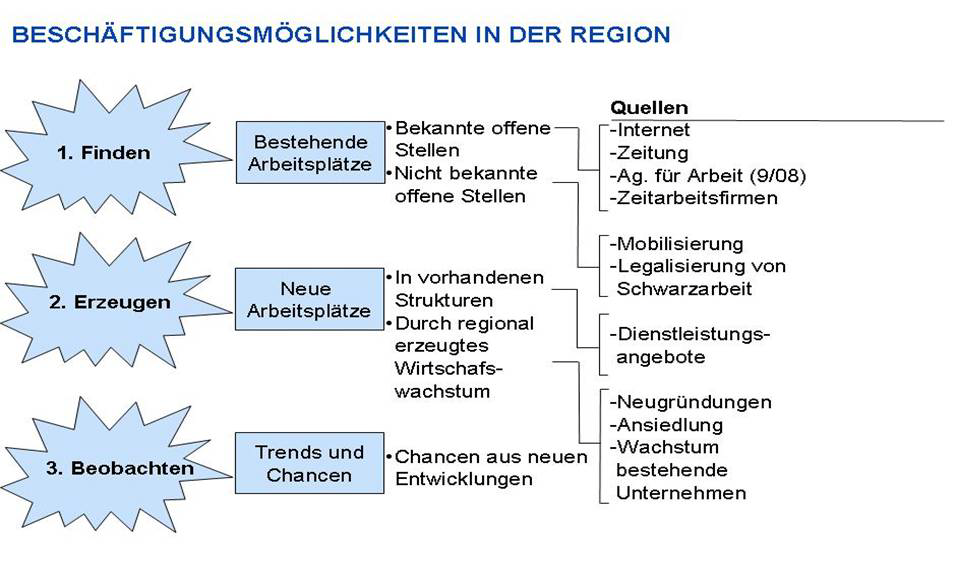 BESCHÄFTIGUNGSMÖGLICHKEITEN IN DER REGION
1. Finden
Bestehende
Arbeitsplätze
•Bekannte offene
Stellen
•Nicht bekannte
offene Stellen
Quellen
-Internet
-Zeitung
-Ag. für Arbeit (9/08)
-Zeitarbeitsfirmen
-Mobilisierung
-Legalisierung von
Schwarzarbeit
2. Erzeugen
Neue
Arbeitsplätze
•In vorhandenen
Strukturen
•Durch regional
erzeugtes
Wirtschafs-
wachstum
-Dienstleistungs-
angebote
-Neugründungen
-Ansiedlung
-Wachstum
bestehende
Unternehmen
3. Beobachten
Trends und
Chancen
•Chancen aus neuen
Entwicklungen